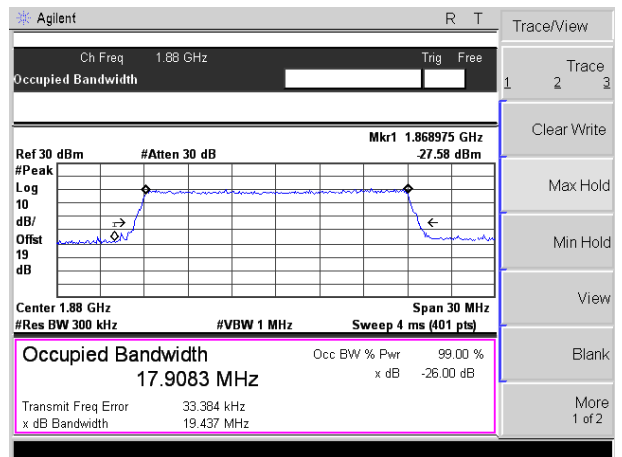 Agilent R T Trace/View
Ch Freq 1.88 GHz Trig Free
Occupied Bandwidth
Trace
1 2 3
Clear Write
Mkr1 1.868975 GHz
Ref 30 dBm #Atten 30 dB -27.58 dBm
#Peak
Log
10
dB/
Offst
19
dB
1
Max Hold
Min Hold
Center 1.88 GHz Span 30 MHz
#Res BW 300 kHz #VBW 1 MHz Sweep 4 ms (401 pts)
View
Occupied Bandwidth Occ BW % Pwr 99.00 %
17.9083 MHz x dB -26.00 dB
Blank
Transmit Freq Error 33.384 kHz
x dB Bandwidth 19.437 MHz
More
1 of 2